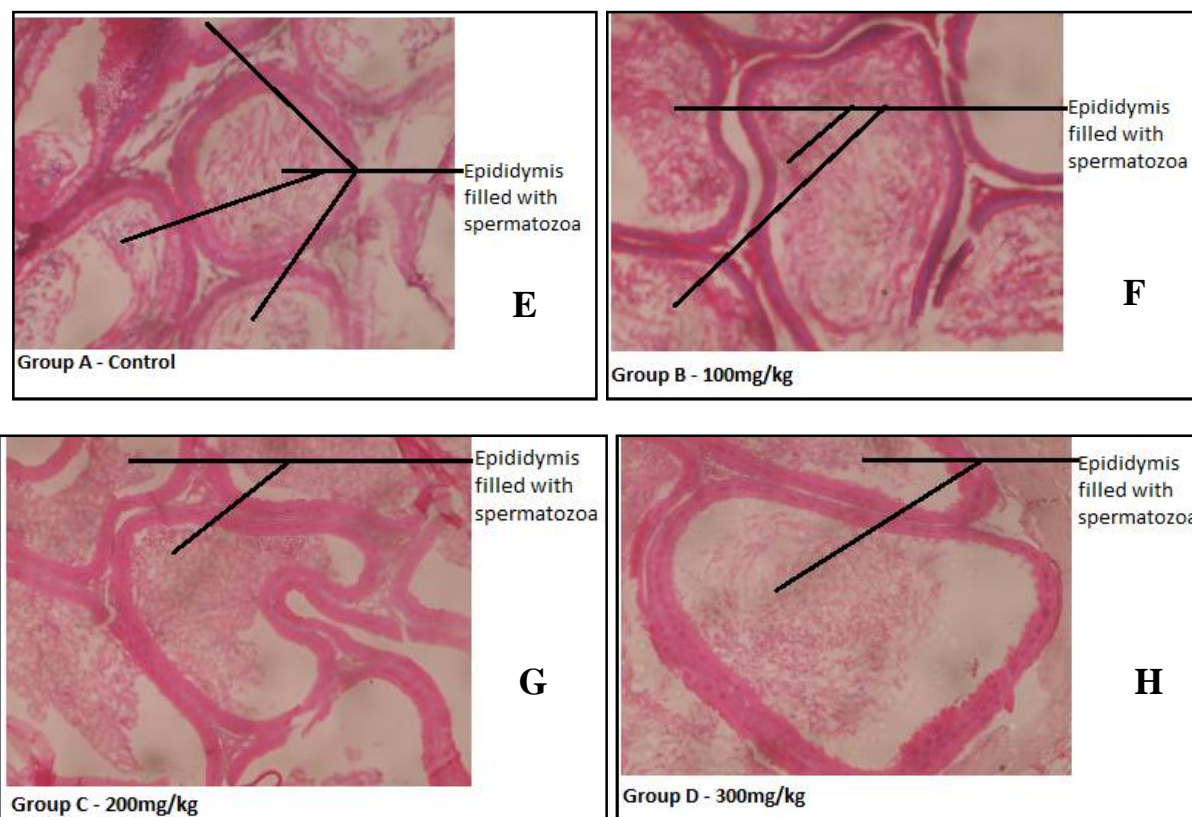 Epididymis
filled with
spermatozoa
E
Group A - Control
Epididymis
filled with
spermatozoa
F
Group B - 100mg/kg
Epididymis
filled with
spermatozoa
G
Group C - 200mg/kg
Epididymis
filled with
spermatozoa
H
Group D - 300mg/kg